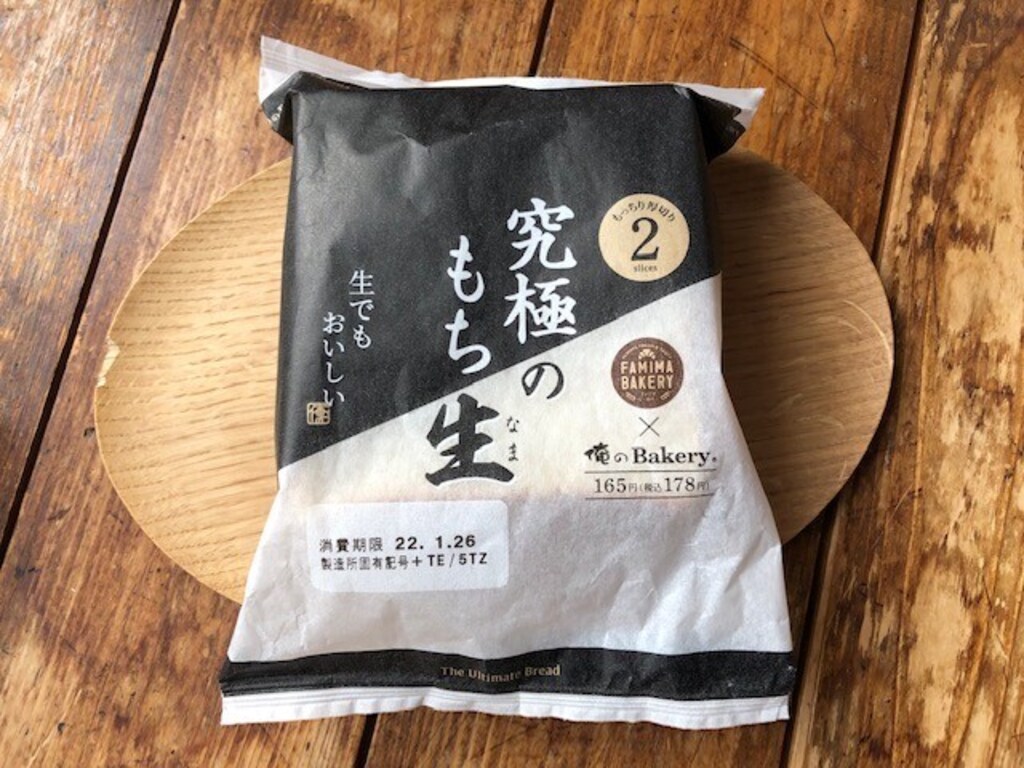 もっちり厚切り
2
slices
究極の
もち生
なま
生でも
おいしい
FAMIMA
BAKERY
×
俺のBakery®
165円(税込178円)
消費期限 22. 1.26
製造所固有記号+TE/5TZ
The Ultimate Bread